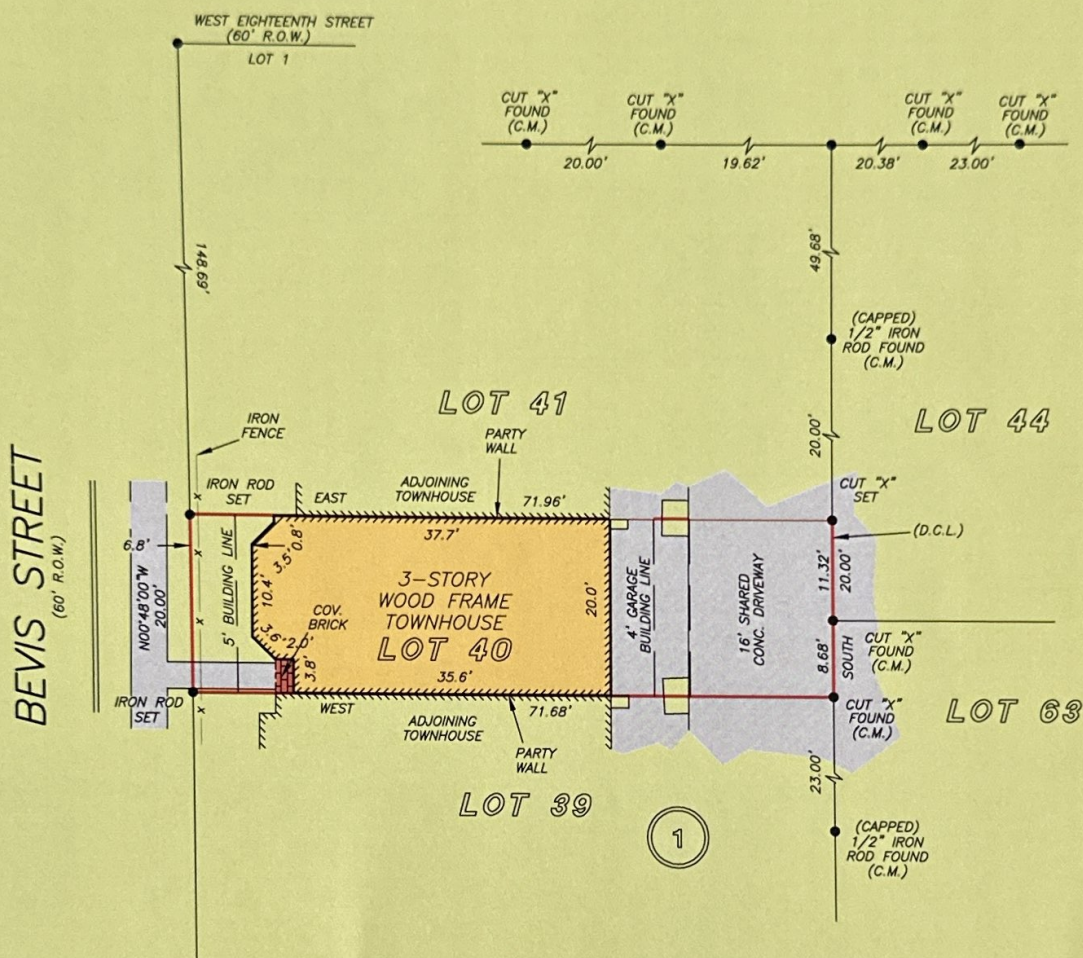 WEST EIGHTEENTH STREET
(60' R.O.W.)
LOT 1
CUT "X"
FOUND
(C.M.)
CUT "X"
FOUND
(C.M.)
CUT "X"
FOUND
(C.M.)
CUT "X"
FOUND
(C.M.)
20.00'
19.62'
20.38'
23.00'
148.69'
49.68'
(CAPPED)
1/2" IRON
ROD FOUND
(C.M.)
LOT 41
LOT 44
IRON
FENCE
PARTY
WALL
20.00'
BEVIS STREET
(60' R.O.W.)
IRON ROD
SET
EAST
ADJOINING
TOWNHOUSE
71.96'
CUT "X"
SET
6.8'
37.7'
(D.C.L.)
N00°48'00"W
20.00'
5' BUILDING LINE
0.8'
3.5'
10.4'
3.6'
2.0'
3.8'
COV.
BRICK
3-STORY
WOOD FRAME
TOWNHOUSE
LOT 40
35.6'
20.0'
4' GARAGE
BUILDING LINE
16' SHARED
CONC. DRIVEWAY
11.32'
20.00'
8.68'
SOUTH
CUT "X"
FOUND
(C.M.)
IRON ROD
SET
WEST
ADJOINING
TOWNHOUSE
71.68'
PARTY
WALL
CUT "X"
FOUND
(C.M.)
LOT 63
23.00'
LOT 39
1
(CAPPED)
1/2" IRON
ROD FOUND
(C.M.)